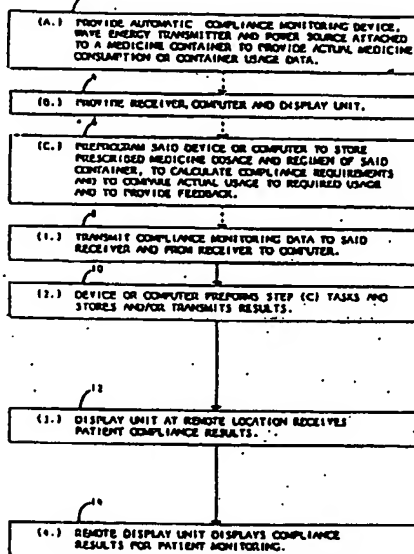 (A.) PROVIDE AUTOMATIC COMPLIANCE MONITORING DEVICE,
WAVE ENERGY TRANSMITTER AND POWER SOURCE ATTACHED
TO A MEDICINE CONTAINER TO PROVIDE ACTUAL MEDICINE
CONSUMPTION OR CONTAINER USAGE DATA.
(B.) PROVIDE RECEIVER, COMPUTER AND DISPLAY UNIT.
(C.) PREPROGRAM SAID DEVICE OR COMPUTER TO STORE
PRESCRIBED MEDICINE DOSAGE AND REGIMEN OF SAID
CONTAINER, TO CALCULATE COMPLIANCE REQUIREMENTS
AND TO COMPARE ACTUAL USAGE TO REQUIRED USAGE
AND TO PROVIDE FEEDBACK.
8
(1.) TRANSMIT COMPLIANCE MONITORING DATA TO SAID
RECEIVER AND FROM RECEIVER TO COMPUTER.
10
(2.) DEVICE OR COMPUTER PREFORMS STEP (C) TASKS AND
STORES AND/OR TRANSMITS RESULTS.
12
(3.) DISPLAY UNIT AT REMOTE LOCATION RECEIVES
PATIENT COMPLIANCE RESULTS.
14
(4.) REMOTE DISPLAY UNIT DISPLAYS COMPLIANCE
RESULTS FOR PATIENT MONITORING.